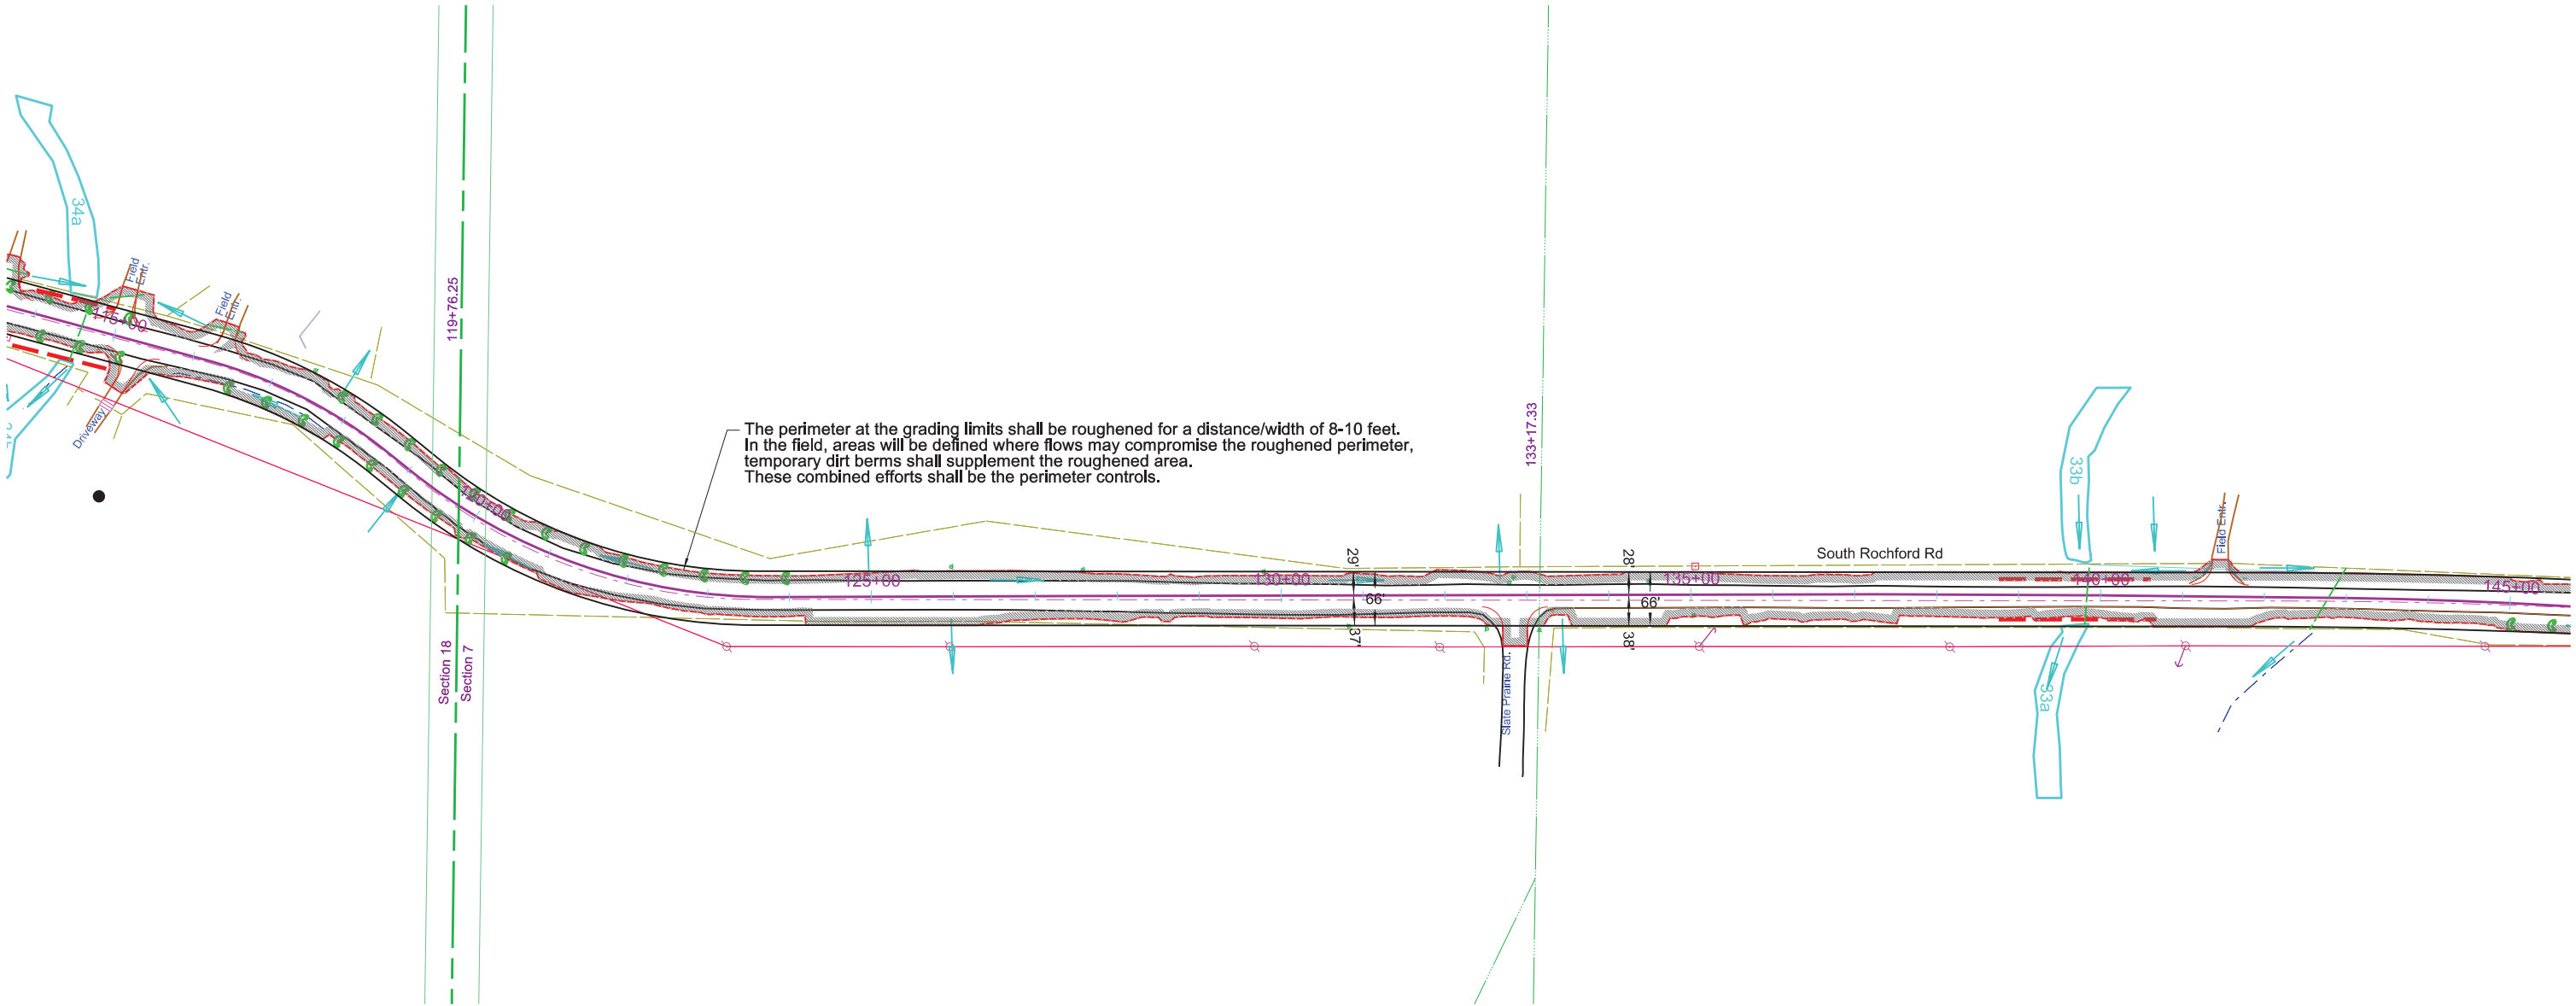 34a
Field
Entr.
Field
Entr.
115+00
Driveway
119+76.25
Section 18
Section 7
120+00
The perimeter at the grading limits shall be roughened for a distance/width of 8-10 feet.
In the field, areas will be defined where flows may compromise the roughened perimeter,
temporary dirt berms shall supplement the roughened area.
These combined efforts shall be the perimeter controls.
125+00
130+00
29'
66'
37'
133+17.33
Slate Prairie Rd.
28'
66'
38'
135+00
South Rochford Rd
33b
140+00
33a
Field Entr.
145+00